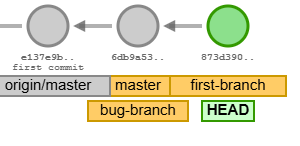 e137e9b.. 6db9a53.. 873d390..
first commit
origin/master master first-branch
bug-branch HEAD